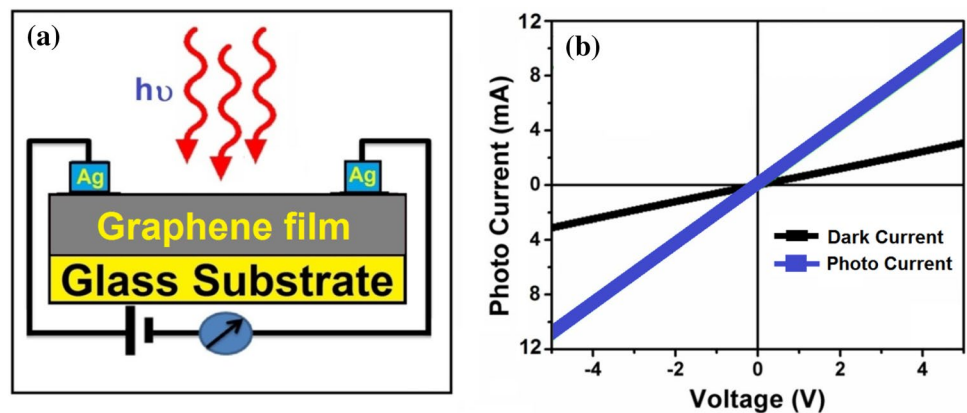 (a)
hυ
Ag
Ag
Graphene film
Glass Substrate
(b)
Photo Current (mA)
12
8
4
0
4
8
12
-4
-2
0
2
4
Voltage (V)
Dark Current
Photo Current